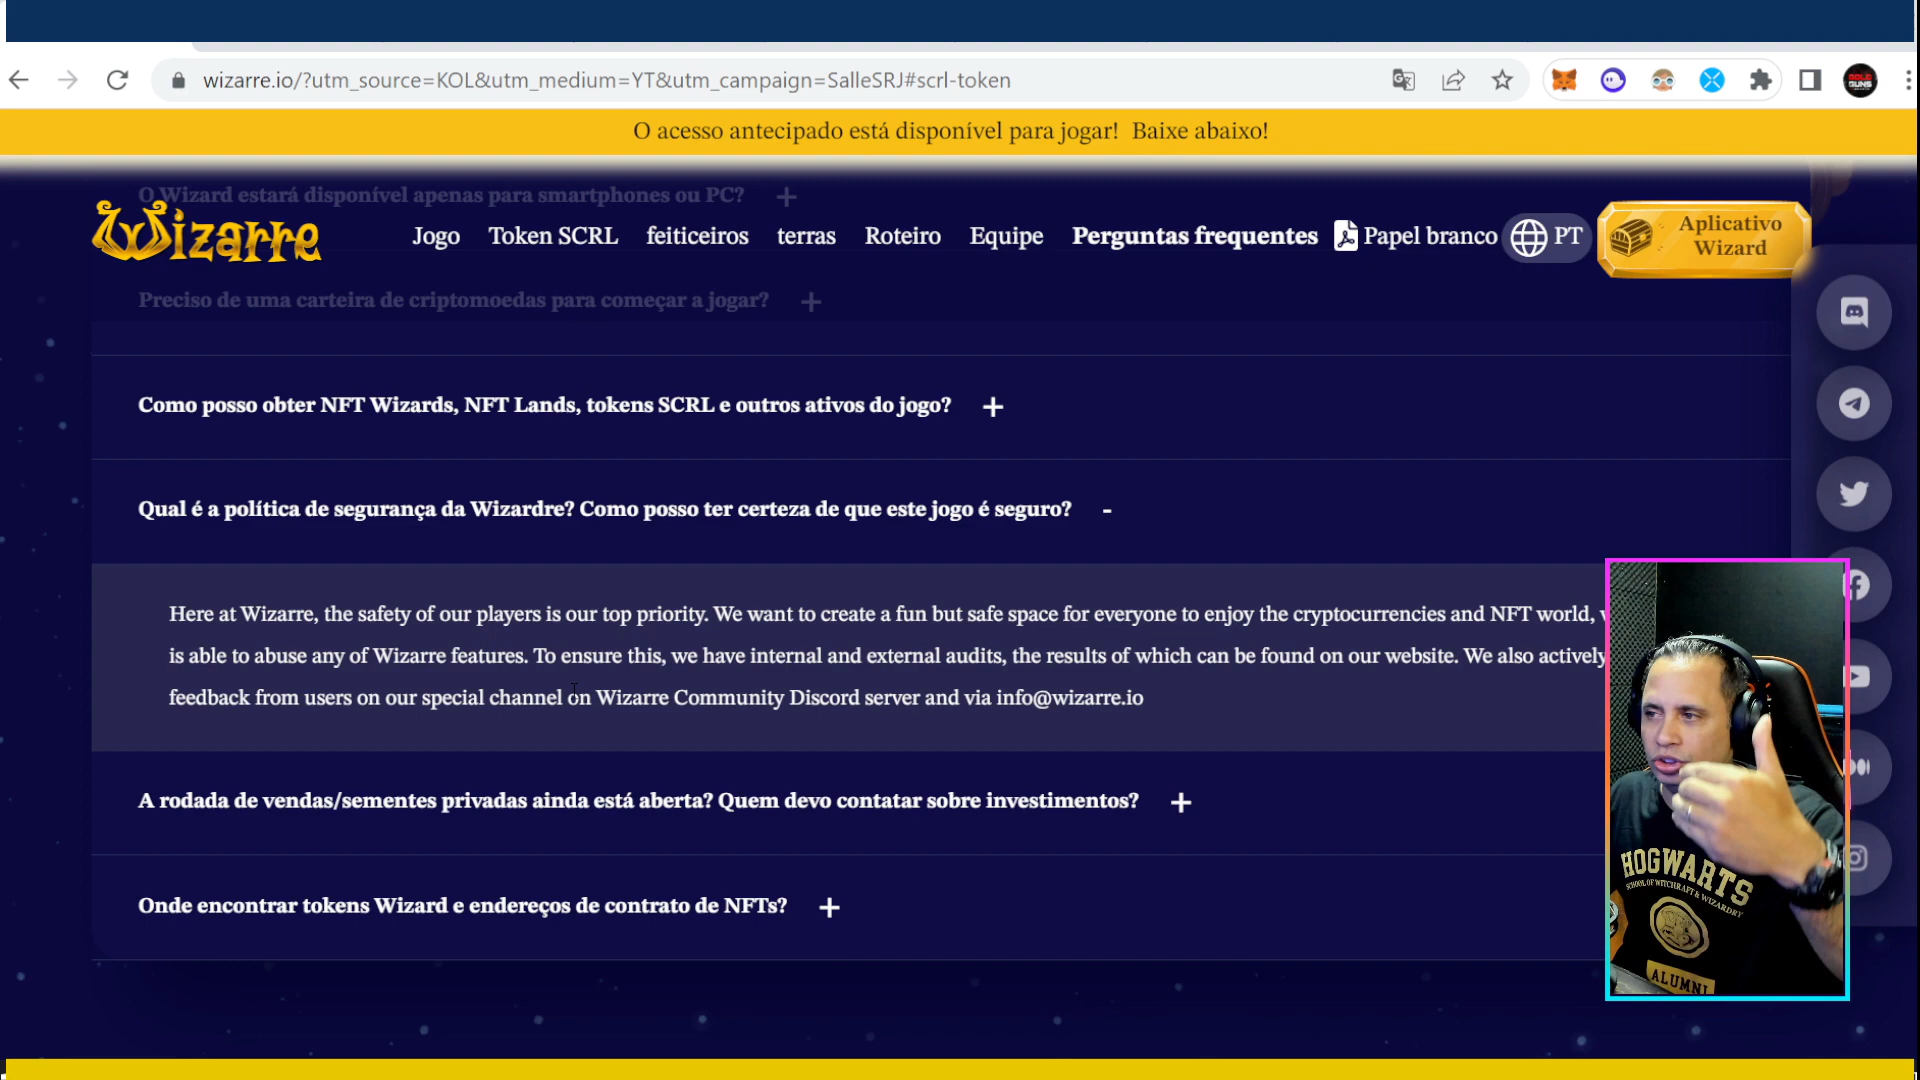 wizarre.io/?utm_source=KOL&utm_medium=YT&utm_campaign=SalleSRJ#scrl-token
O acesso antecipado está disponível para jogar! Baixe abaixo!
O Wizard estará disponível apenas para smartphones ou PC? +
Wizarre
Jogo Token SCRL feiticeiros terras Roteiro Equipe Perguntas frequentes Papel branco PT
Aplicativo
Wizard
Preciso de uma carteira de criptomoedas para começar a jogar? +
Como posso obter NFT Wizards, NFT Lands, tokens SCRL e outros ativos do jogo? +
Qual é a política de segurança da Wizardre? Como posso ter certeza de que este jogo é seguro? -
Here at Wizarre, the safety of our players is our top priority. We want to create a fun but safe space for everyone to enjoy the cryptocurrencies and NFT world,
is able to abuse any of Wizarre features. To ensure this, we have internal and external audits, the results of which can be found on our website. We also actively
feedback from users on our special channel on Wizarre Community Discord server and via info@wizarre.io
A rodada de vendas/sementes privadas ainda está aberta? Quem devo contatar sobre investimentos? +
Onde encontrar tokens Wizard e endereços de contrato de NFTs? +
HOGWARTS
SCHOOL OF WITCHCRAFT & WIZARDRY
ALUMNI